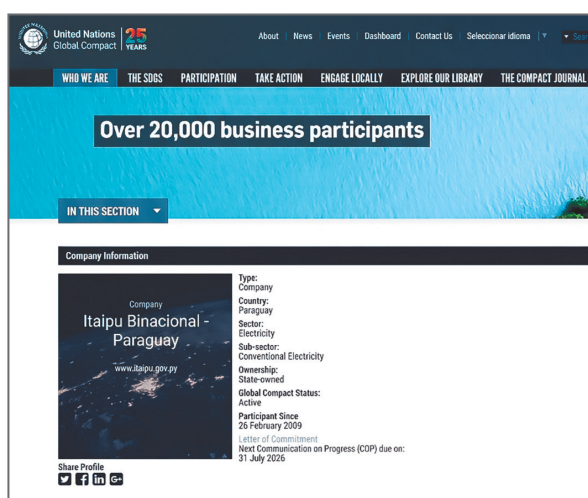 United Nations
Global Compact
25
YEARS
About News Events Dashboard Contact Us Seleccionar idioma
WHO WE ARE THE SDGS PARTICIPATION TAKE ACTION ENGAGE LOCALLY EXPLORE OUR LIBRARY THE COMPACT JOURNAL
Over 20,000 business participants
IN THIS SECTION
Company Information
Company
Itaipu Binacional -
Paraguay
www.itaipu.gov.py
Type:
Company
Country:
Paraguay
Sector:
Electricity
Sub-sector:
Conventional Electricity
Ownership:
State-owned
Global Compact Status:
Active
Participant Since
26 February 2009
Letter of Commitment
Next Communication on Progress (COP) due on:
31 July 2026
Share Profile